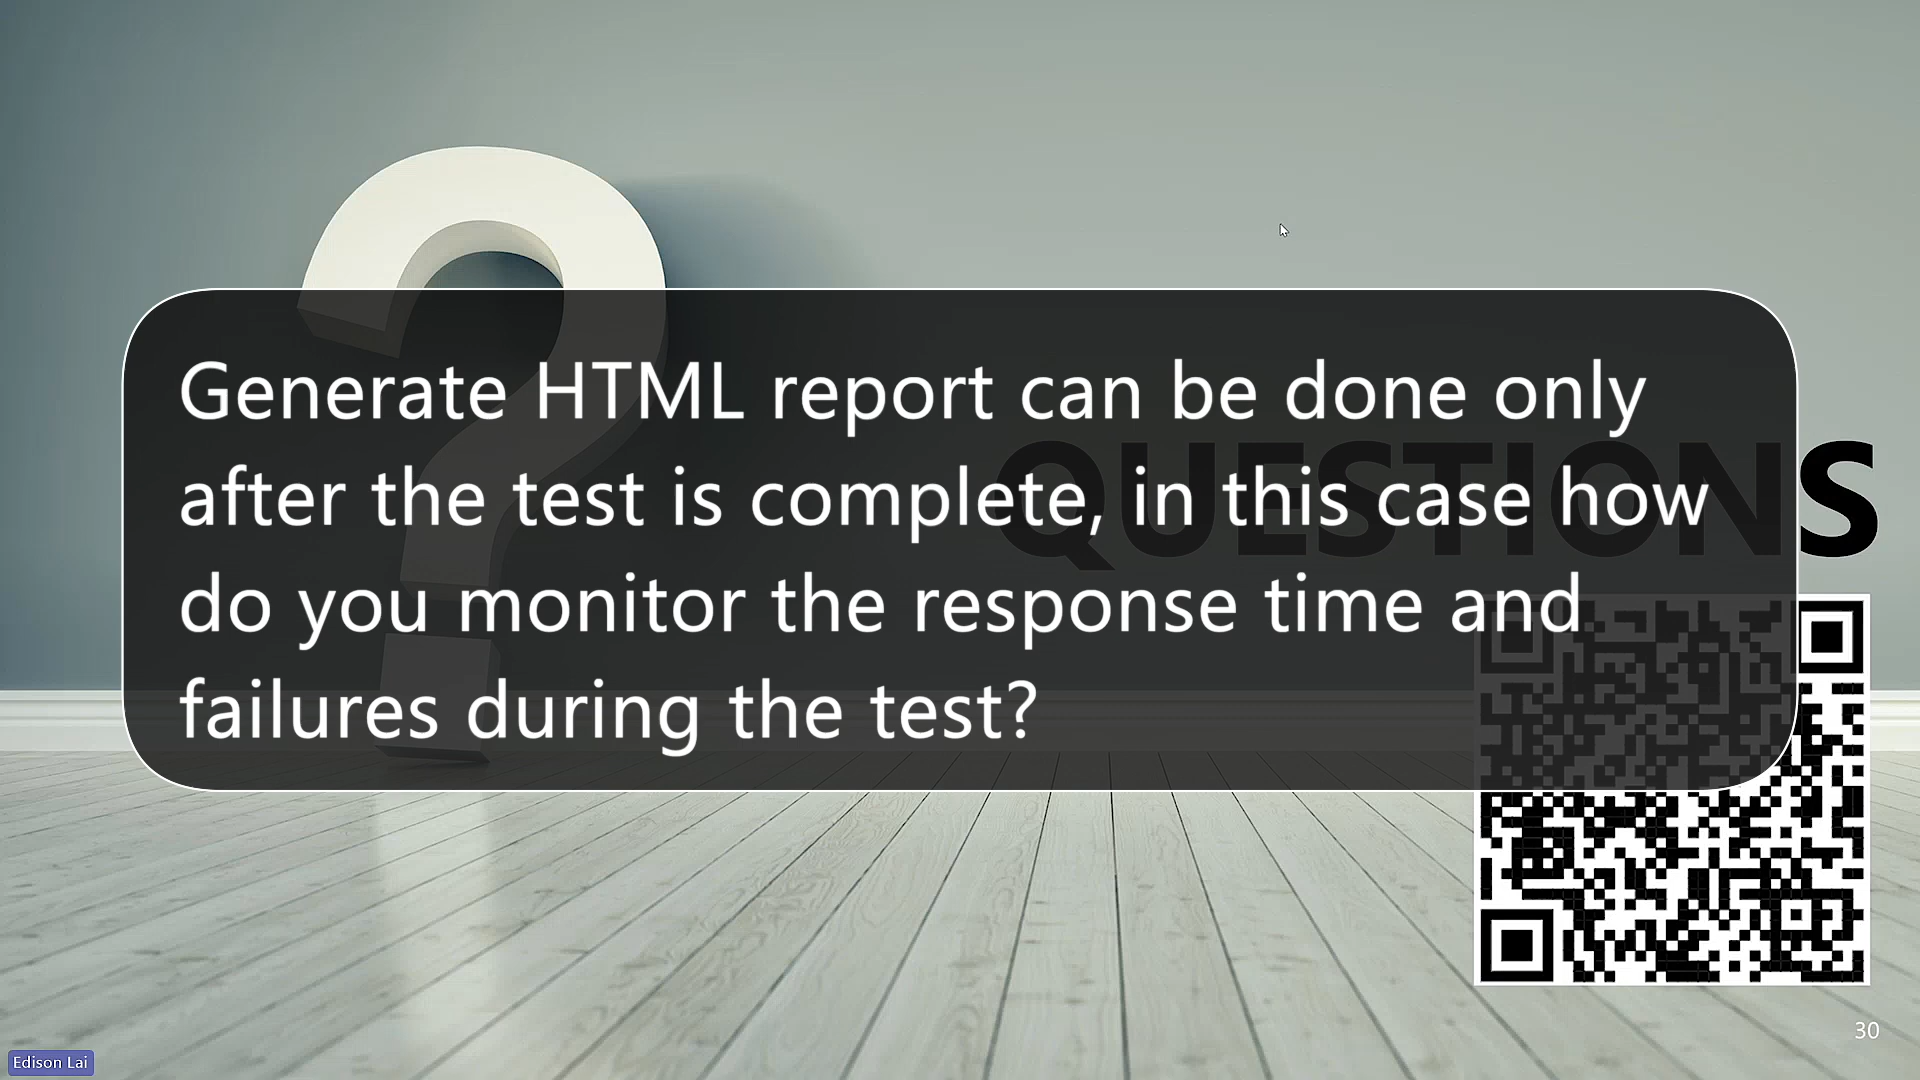 Generate HTML report can be done only
after the test is complete, in this case how
do you monitor the response time and
failures during the test?
QUESTIONS
30
Edison Lai